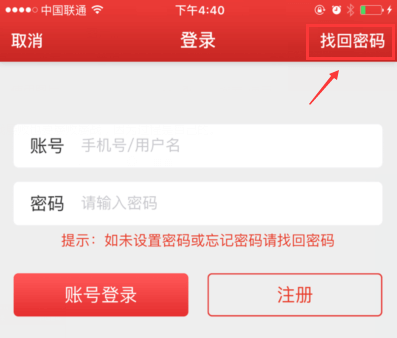 中国联通 下午4:40
取消 登录 找回密码
账号 手机号/用户名
密码 请输入密码
提示：如未设置密码或忘记密码请找回密码
账号登录 注册